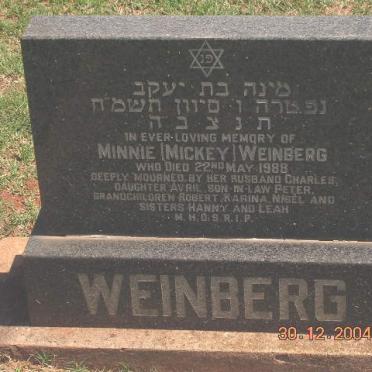 פנ
מינה בת יעקב
נפטרה ו סיון תשמ״ח
ת נ צ ב ה
IN EVER-LOVING MEMORY OF
MINNIE (MICKEY) WEINBERG
WHO DIED 22ND MAY 1988
DEEPLY MOURNED BY HER HUSBAND CHARLES,
DAUGHTER AVRIL, SON-IN-LAW PETER,
GRANDCHILDREN ROBERT, KARINA, NIGEL AND
SISTERS HANNY AND LEAH
M.H.D.S.R.I.P.
WEINBERG
30.12.2004